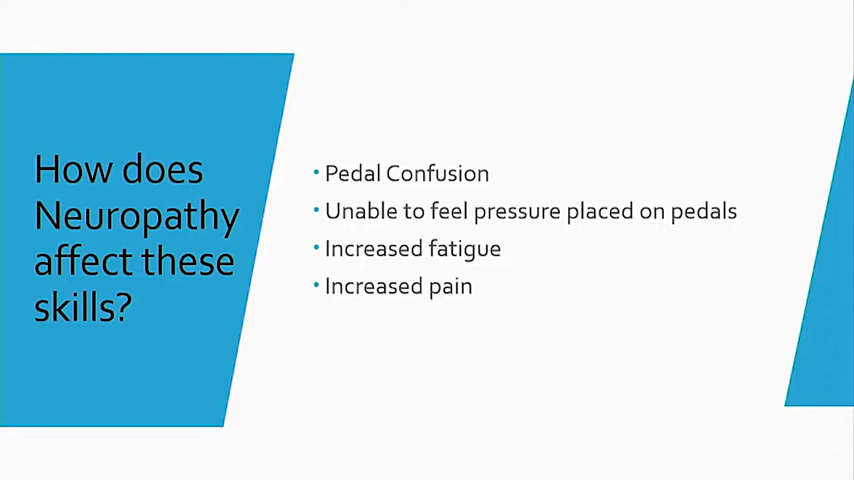 How does
Neuropathy
affect these
skills?
• Pedal Confusion
• Unable to feel pressure placed on pedals
• Increased fatigue
• Increased pain